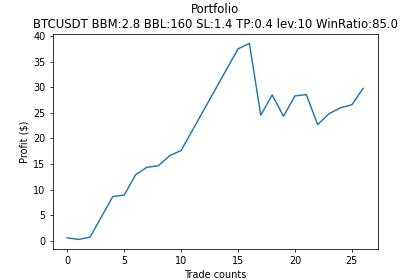 Portfolio
BTCUSDT BBM:2.8 BBL:160 SL:1.4 TP:0.4 lev:10 WinRatio:85.0
40
35
30
25
20
15
10
5
0
Profit ($)
0 5 10 15 20 25
Trade counts